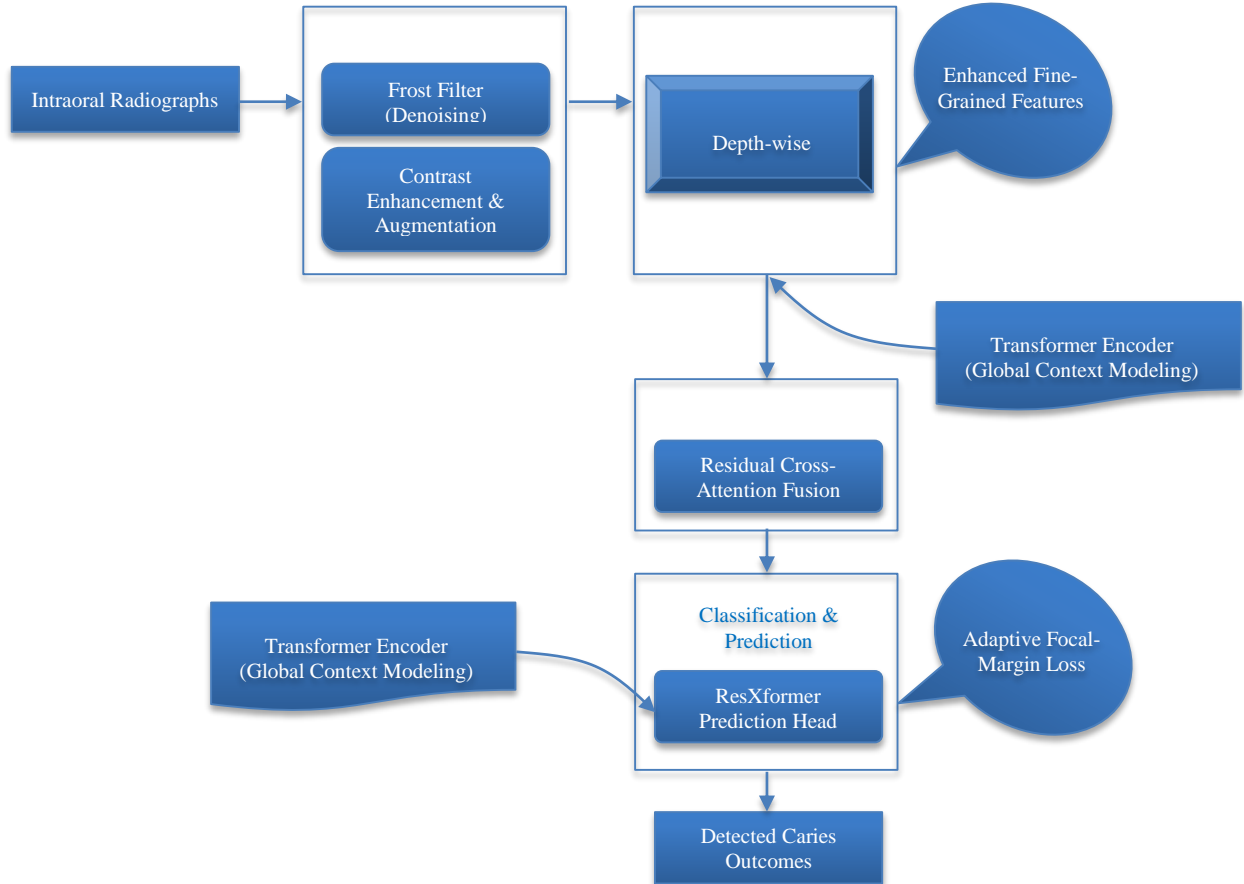 Intraoral Radiographs
Frost Filter
(Denoising)
Contrast
Enhancement &
Augmentation
Depth-wise
Enhanced Fine-
Grained Features
Transformer Encoder
(Global Context Modeling)
Residual Cross-
Attention Fusion
Classification &
Prediction
Transformer Encoder
(Global Context Modeling)
ResXformer
Prediction Head
Adaptive Focal-
Margin Loss
Detected Caries
Outcomes